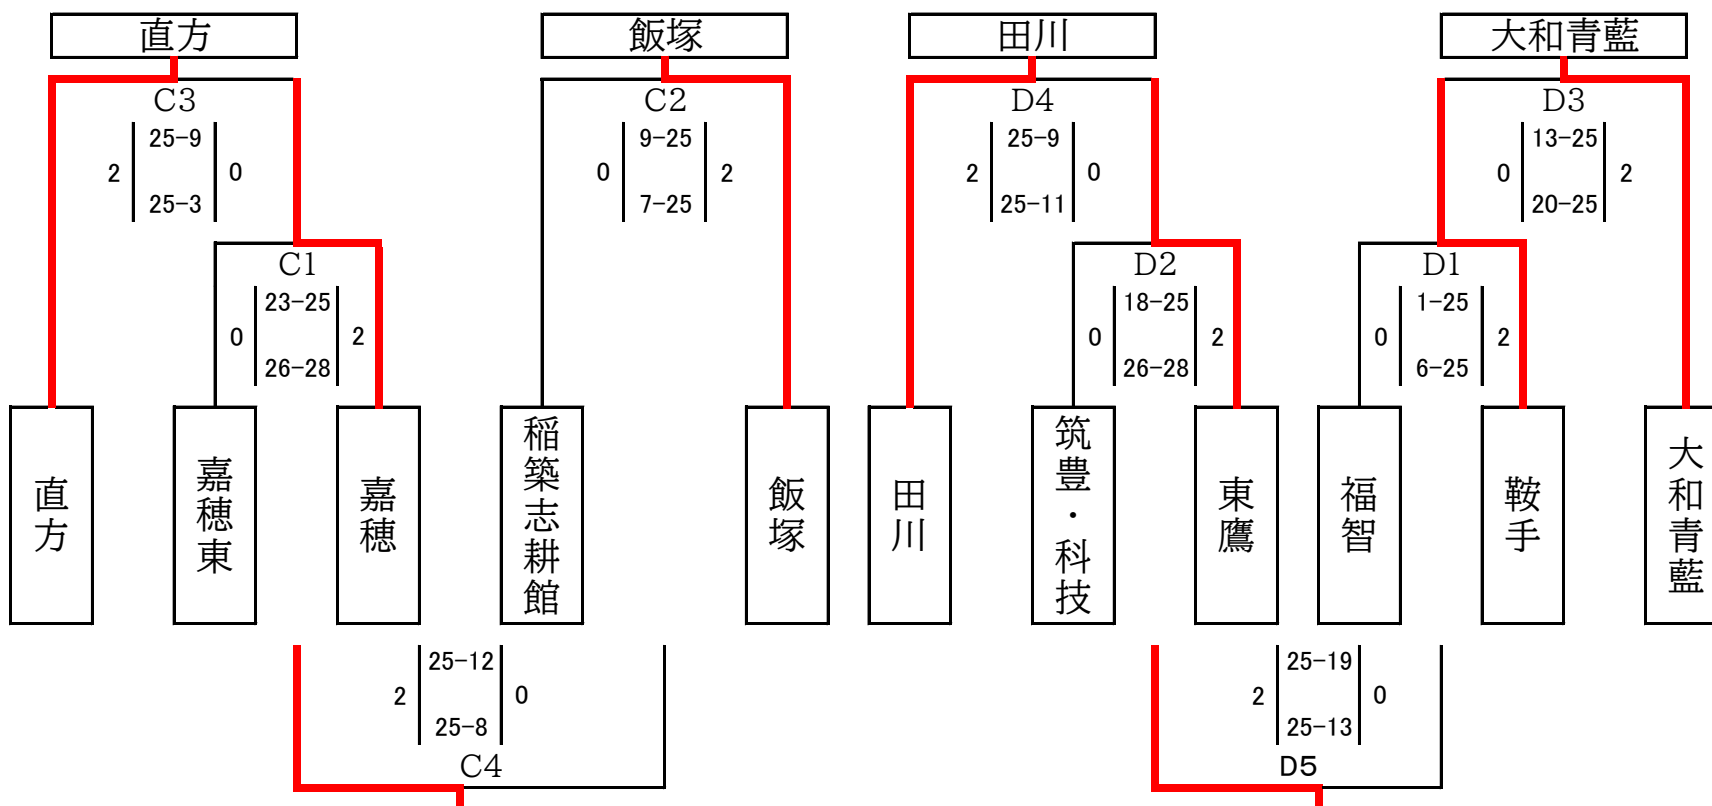 直方
飯塚
田川
大和青藍
C3
25-9
2
0
25-3
C2
9-25
0
2
7-25
D4
25-9
2
0
25-11
D3
13-25
0
2
20-25
C1
23-25
0
2
26-28
D2
18-25
0
2
26-28
D1
1-25
0
2
6-25
直方
嘉穂東
嘉穂
稲築志耕館
飯塚
田川
筑豊・科技
東鷹
福智
鞍手
大和青藍
25-12
2
0
25-8
C4
25-19
2
0
25-13
D5